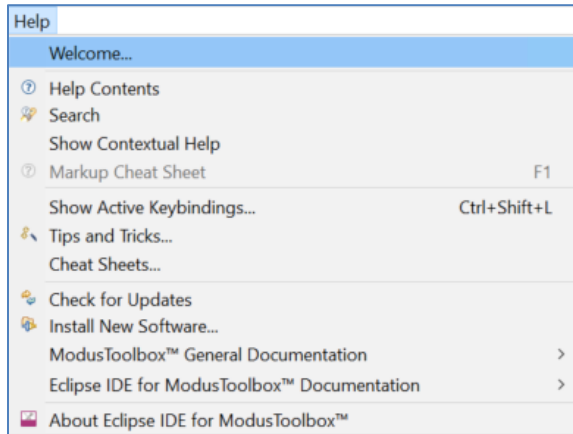 Help
Welcome...
Help Contents
Search
Show Contextual Help
Markup Cheat Sheet F1
Show Active Keybindings... Ctrl+Shift+L
Tips and Tricks...
Cheat Sheets...
Check for Updates
Install New Software...
ModusToolbox™ General Documentation >
Eclipse IDE for ModusToolbox™ Documentation >
About Eclipse IDE for ModusToolbox™